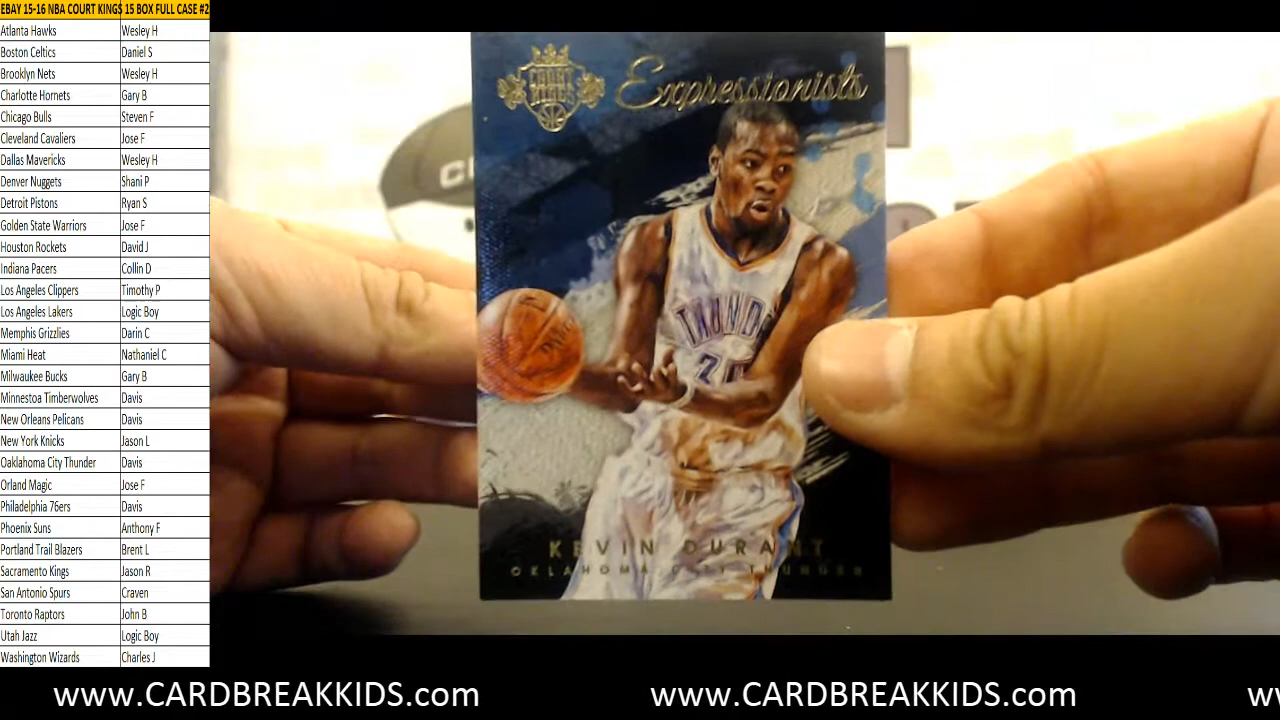 EBAY 15-16 NBA COURT KINGS 15 BOX FULL CASE #2
Atlanta Hawks Wesley H
Boston Celtics Daniel S
Brooklyn Nets Wesley H
Charlotte Hornets Gary B
Chicago Bulls Steven F
Cleveland Cavaliers Jose F
Dallas Mavericks Wesley H
Denver Nuggets Shani P
Detroit Pistons Ryan S
Golden State Warriors Jose F
Houston Rockets David J
Indiana Pacers Collin D
Los Angeles Clippers Timothy P
Los Angeles Lakers Logic Boy
Memphis Grizzlies Darin C
Miami Heat Nathaniel C
Milwaukee Bucks Gary B
Minnestoa Timberwolves Davis
New Orleans Pelicans Davis
New York Knicks Jason L
Oaklahoma City Thunder Davis
Orland Magic Jose F
Philadelphia 76ers Davis
Phoenix Suns Anthony F
Portland Trail Blazers Brent L
Sacramento Kings Jason R
San Antonio Spurs Craven
Toronto Raptors John B
Utah Jazz Logic Boy
Washington Wizards Charles J
COURT KINGS
Expressionists
THUND
KEVIN DURANT
OKLAHOMA CITY THUNDER
www.CARDBREAKKIDS.com www.CARDBREAKKIDS.com